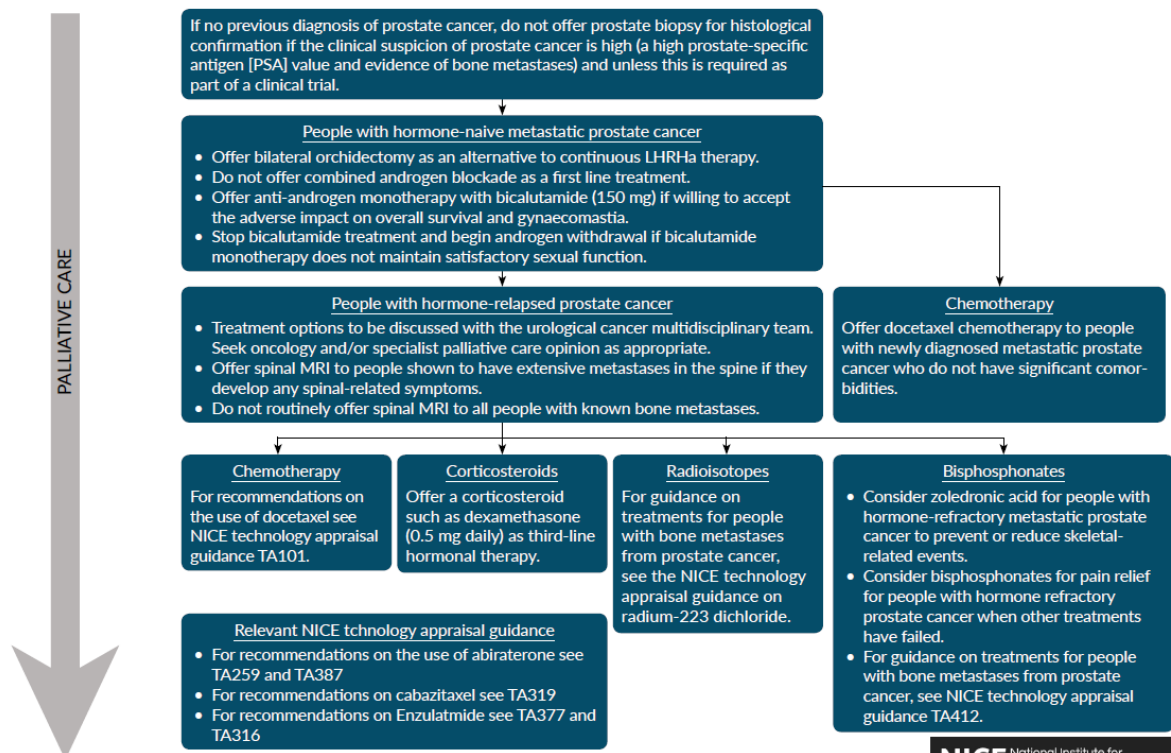 If no previous diagnosis of prostate cancer, do not offer prostate biopsy for histological
confirmation if the clinical suspicion of prostate cancer is high (a high prostate-specific
antigen [PSA] value and evidence of bone metastases) and unless this is required as
part of a clinical trial.
People with hormone-naive metastatic prostate cancer
• Offer bilateral orchidectomy as an alternative to continuous LHRHa therapy.
• Do not offer combined androgen blockade as a first line treatment.
• Offer anti-androgen monotherapy with bicalutamide (150 mg) if willing to accept
the adverse impact on overall survival and gynaecomastia.
• Stop bicalutamide treatment and begin androgen withdrawal if bicalutamide
monotherapy does not maintain satisfactory sexual function.
PALLIATIVE CARE
People with hormone-relapsed prostate cancer
• Treatment options to be discussed with the urological cancer multidisciplinary team.
Seek oncology and/or specialist palliative care opinion as appropriate.
• Offer spinal MRI to people shown to have extensive metastases in the spine if they
develop any spinal-related symptoms.
• Do not routinely offer spinal MRI to all people with known bone metastases.
Chemotherapy
Offer docetaxel chemotherapy to people
with newly diagnosed metastatic prostate
cancer who do not have significant comor-
bidities.
Chemotherapy
For recommendations on
the use of docetaxel see
NICE technology appraisal
guidance TA101.
Corticosteroids
Offer a corticosteroid
such as dexamethasone
(0.5 mg daily) as third-line
hormonal therapy.
Radioisotopes
For guidance on
treatments for people
with bone metastases
from prostate cancer,
see the NICE technology
appraisal guidance on
radium-223 dichloride.
Bisphosphonates
• Consider zoledronic acid for people with
hormone-refractory metastatic prostate
cancer to prevent or reduce skeletal-
related events.
• Consider bisphosphonates for pain relief
for people with hormone refractory
prostate cancer when other treatments
have failed.
• For guidance on treatments for people
with bone metastases from prostate
cancer, see NICE technology appraisal
guidance TA412.
Relevant NICE tchnology appraisal guidance
• For recommendations on the use of abiraterone see
TA259 and TA387
• For recommendations on cabazitaxel see TA319
• For recommendations on Enzulatmide see TA377 and
TA316
NICE National Institute for